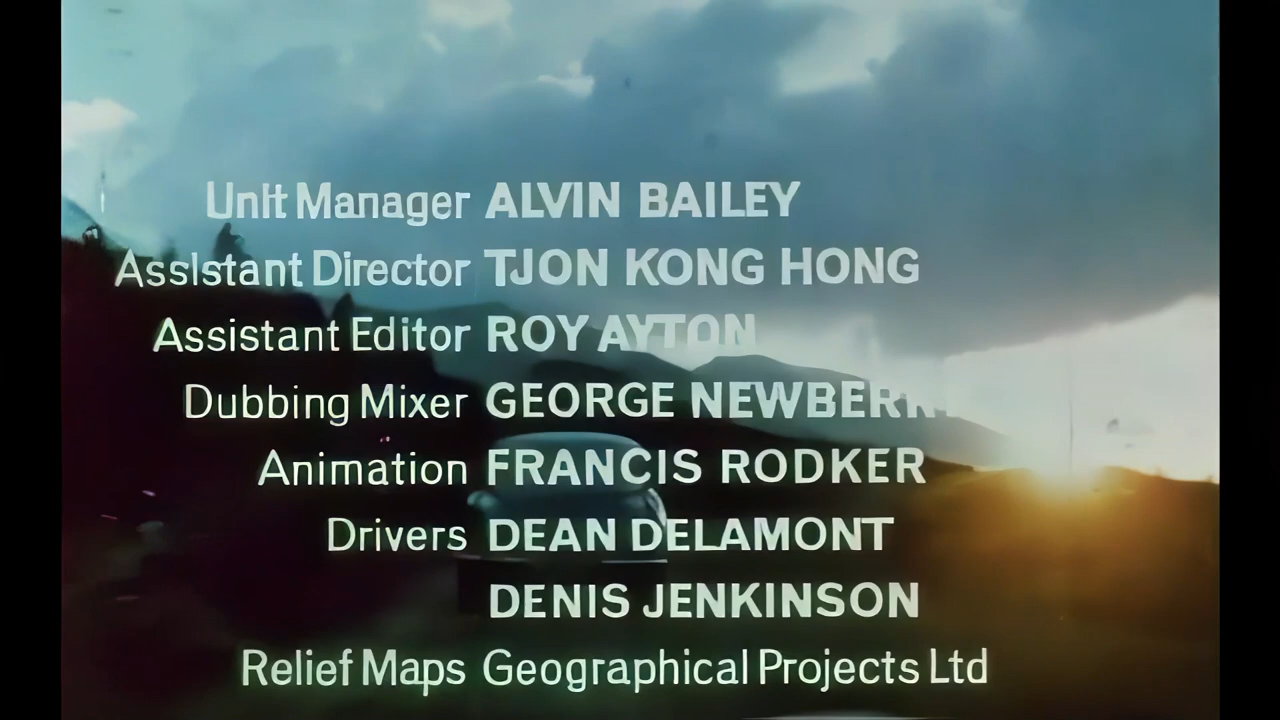 Unit Manager ALVIN BAILEY
Assistant Director TJON KONG HONG
Assistant Editor ROY AYTON
Dubbing Mixer GEORGE
Animation FRANCIS RODKER
Drivers DEAN DELAMONT
DENIS JENKINSON
Relief Maps Geographical Projects Ltd